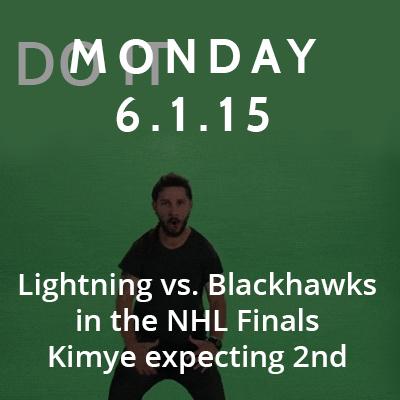 DO IT
MONDAY
6.1.15
Lightning vs. Blackhawks
in the NHL Finals
Kimye expecting 2nd